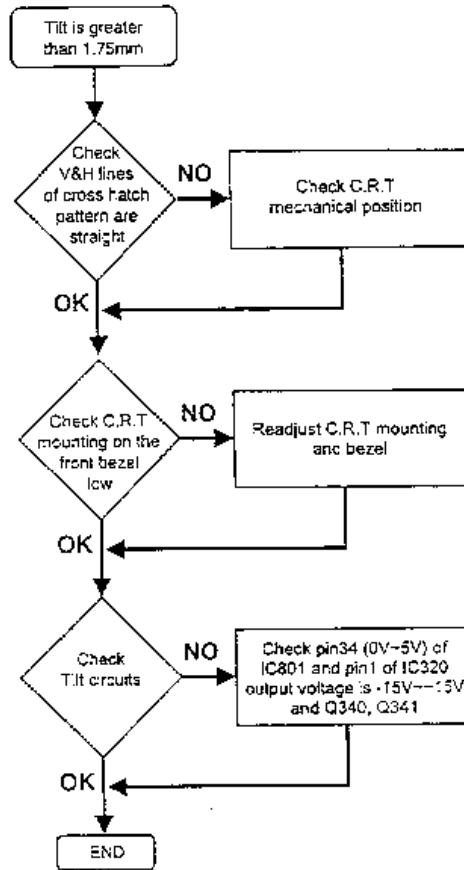 Tilt is greater
than 1.75mm
Check
V&H lines
of cross hatch
pattern are
straight
NO
Check C.R.T
mechanical position
OK
Check C.R.T
mounting on the
front bezel
low
NO
Readjust C.R.T mounting
and bezel
OK
Check
Tilt circuits
NO
Check pin34 (0V~5V) of
IC801 and pin1 of IC320
output voltage is -15V~-15V
and Q340, Q341
OK
END